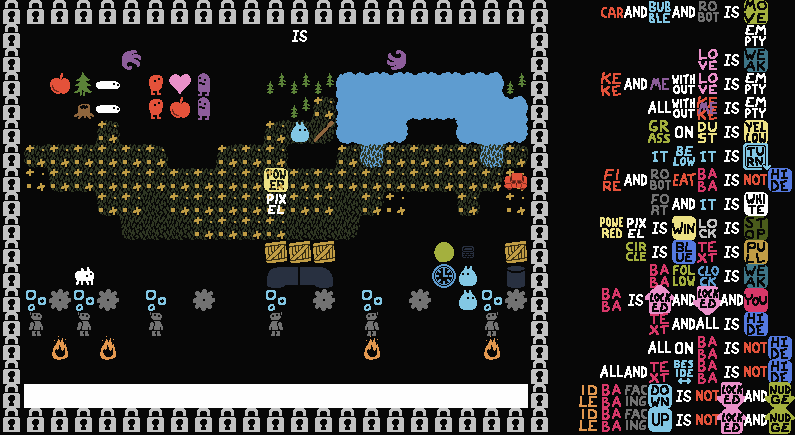 IS
POWER
PIXEL
CAR AND BUBBLE AND ROBOT IS MOVE
EMPTY
LOVE IS WEAK
KEKE AND ME WITHOUT LOVE IS EMPTY
ALL WITHOUT KEKE IS EMPTY
GRASS ON DUST IS YELLOW
IT BELOW IT IS TURN
FIRE AND ROBOT EAT BABA IS NOT HIDE
FORT AND IT IS WHITE
POWERED PIXEL IS WIN LOCK IS STOP
CIRCLE IS BLUE TEXT IS PULL
BABA FOLLOW CLOCK IS WEAK
BABA IS LOCKED AND LOCKED AND YOU
TEXT AND ALL IS HIDE
ALL ON BABA IS NOT HIDE
ALL AND TEXT BESIDE BABA IS NOT HIDE
IDLE BABA FACING DOWN IS NOT LOCKED AND NUDGE
IDLE BABA FACING UP IS NOT LOCKED AND NUDGE